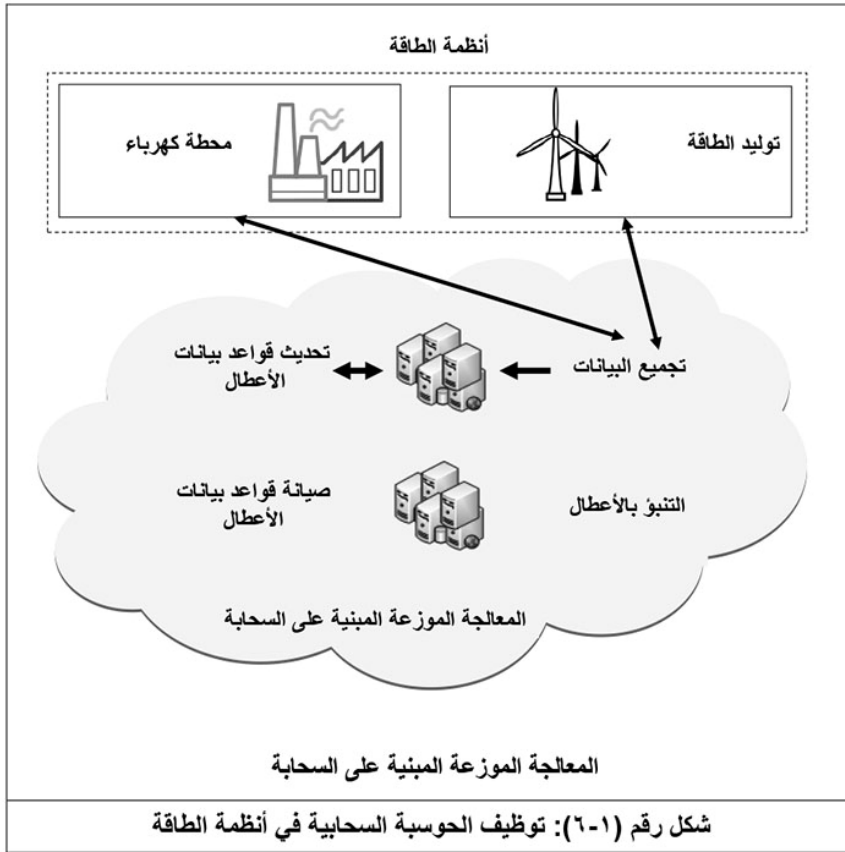 أنظمة الطاقة
توليد الطاقة
محطة كهرباء
تجميع البيانات
تحديث قواعد بيانات
الأعطال
التنبؤ بالأعطال
صيانة قواعد بيانات
الأعطال
المعالجة الموزعة المبنية على السحابة
المعالجة الموزعة المبنية على السحابة
شكل رقم (١-٦): توظيف الحوسبة السحابية في أنظمة الطاقة